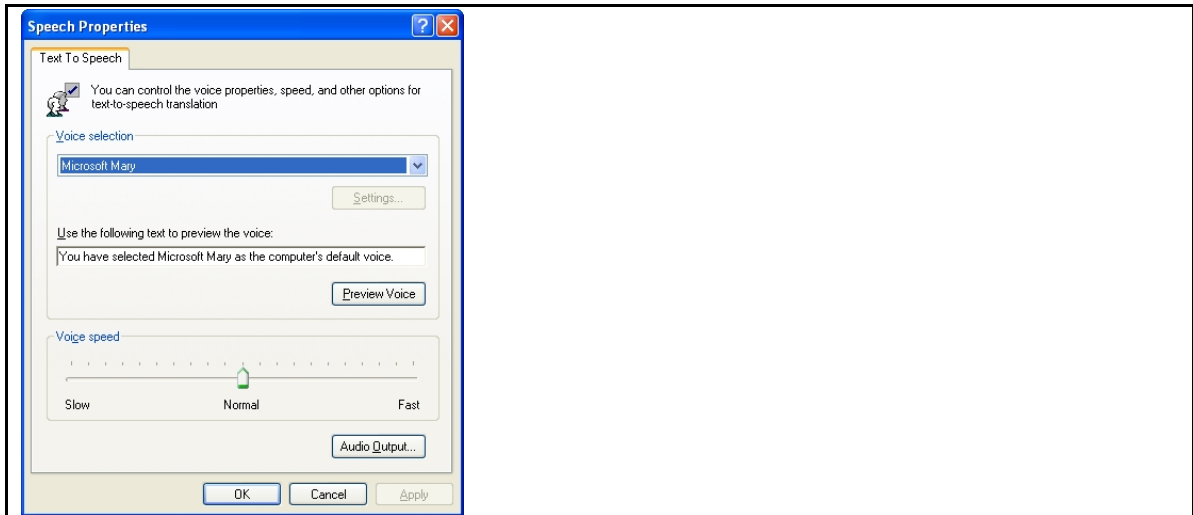 Speech Properties
Text To Speech
You can control the voice properties, speed, and other options for
text-to-speech translation
Voice selection
Microsoft Mary
Settings...
Use the following text to preview the voice:
You have selected Microsoft Mary as the computer's default voice.
Preview Voice
Voice speed
Slow Normal Fast
Audio Output...
OK Cancel Apply